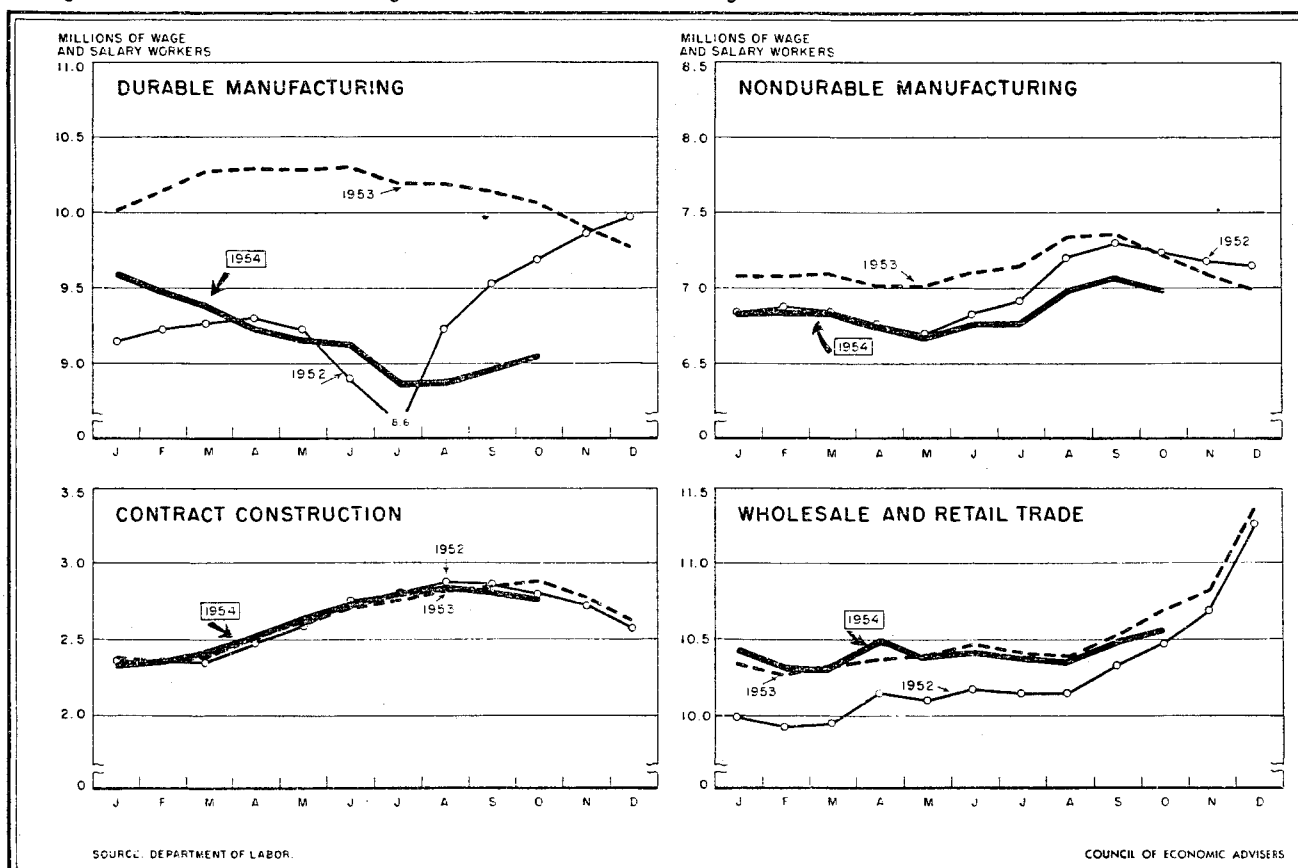 MILLIONS OF WAGE
AND SALARY WORKERS
DURABLE MANUFACTURING
11.0
10.5
10.0
9.5
9.0
0
1953
1954
1952
8.6
J F M A M J J A S O N D
MILLIONS OF WAGE
AND SALARY WORKERS
NONDURABLE MANUFACTURING
8.5
8.0
7.5
7.0
6.5
0
1953
1952
1954
J F M A M J J A S O N D
CONTRACT CONSTRUCTION
3.5
3.0
2.5
2.0
0
1952
1954
1953
J F M A M J J A S O N D
WHOLESALE AND RETAIL TRADE
11.5
11.0
10.5
10.0
0
1954
1953
1952
J F M A M J J A S O N D
SOURCE: DEPARTMENT OF LABOR.
COUNCIL OF ECONOMIC ADVISERS